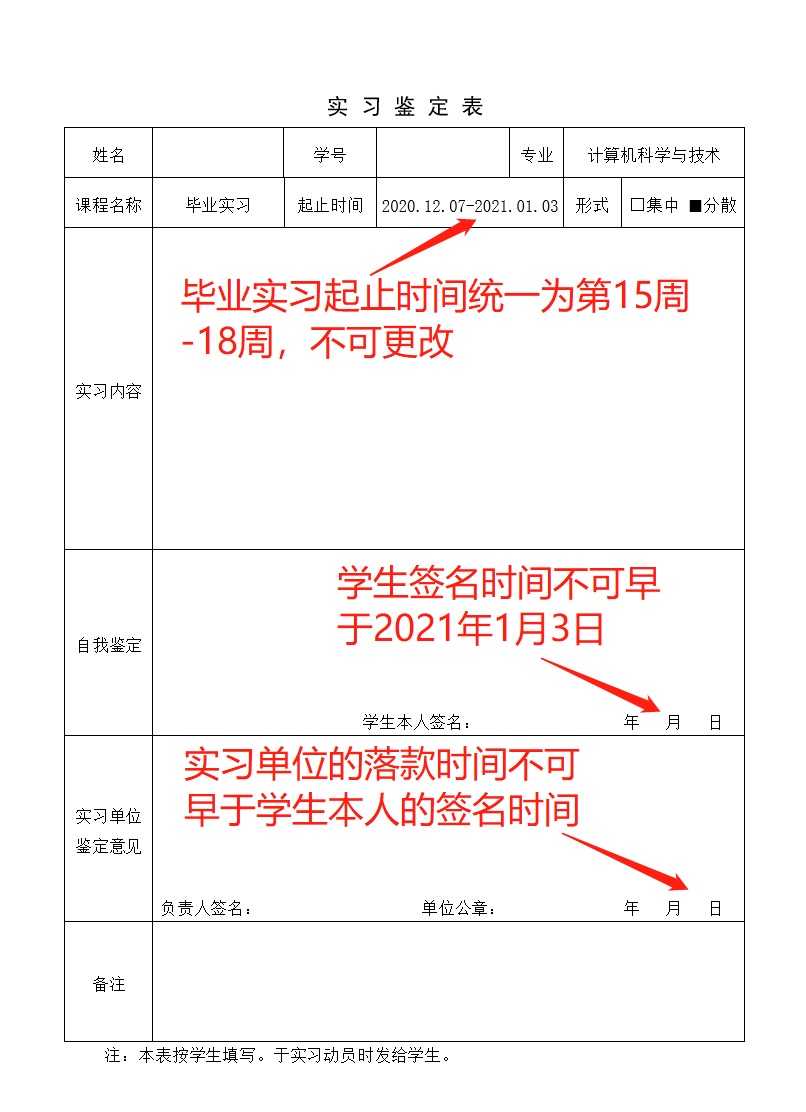 实 习 鉴 定 表
姓名 学号 专业 计算机科学与技术
课程名称 毕业实习 起止时间 2020.12.07-2021.01.03 形式 □集中 ■分散
毕业实习起止时间统一为第15周
-18周，不可更改
实习内容
学生签名时间不可早
于2021年1月3日
自我鉴定
学生本人签名： 年 月 日
实习单位的落款时间不可
早于学生本人的签名时间
实习单位
鉴定意见
负责人签名： 单位公章： 年 月 日
备注
注：本表按学生填写。于实习动员时发给学生。